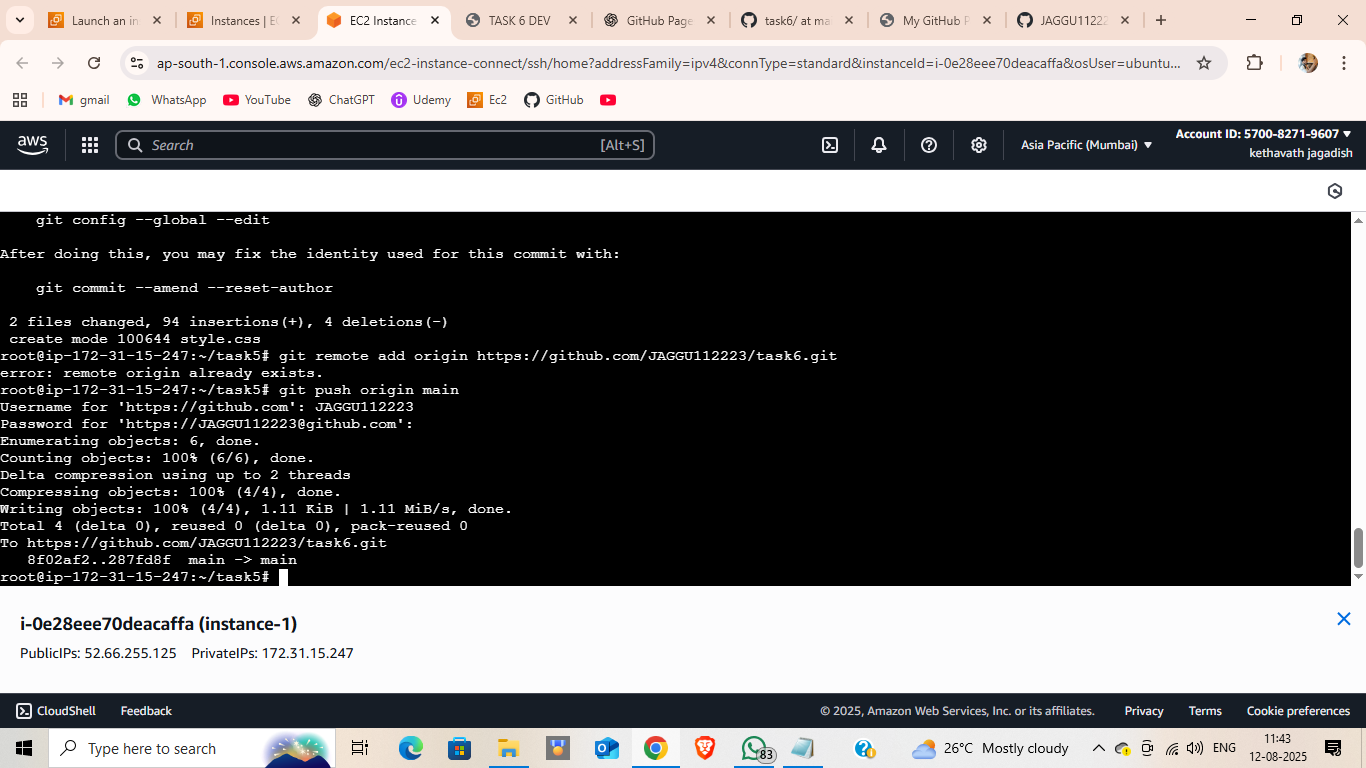 Launch an in
Instances | EC
EC2 Instance
TASK 6 DEV
GitHub Page
task6/ at ma
My GitHub P
JAGGU11222
ap-south-1.console.aws.amazon.com/ec2-instance-connect/ssh/home?addressFamily=ipv4&connType=standard&instanceId=i-0e28eee70deacaffa&osUser=ubuntu...
gmail
WhatsApp
YouTube
ChatGPT
Udemy
Ec2
GitHub
aws
Search
[Alt+S]
Asia Pacific (Mumbai)
Account ID: 5700-8271-9607
kethavath jagadish
git config --global --edit
After doing this, you may fix the identity used for this commit with:
git commit --amend --reset-author
2 files changed, 94 insertions(+), 4 deletions(-)
create mode 100644 style.css
root@ip-172-31-15-247:~/task5# git remote add origin https://github.com/JAGGU112223/task6.git
error: remote origin already exists.
root@ip-172-31-15-247:~/task5# git push origin main
Username for 'https://github.com': JAGGU112223
Password for 'https://JAGGU112223@github.com':
Enumerating objects: 6, done.
Counting objects: 100% (6/6), done.
Delta compression using up to 2 threads
Compressing objects: 100% (4/4), done.
Writing objects: 100% (4/4), 1.11 KiB | 1.11 MiB/s, done.
Total 4 (delta 0), reused 0 (delta 0), pack-reused 0
To https://github.com/JAGGU112223/task6.git
8f02af2..287fd8f  main -> main
root@ip-172-31-15-247:~/task5#
i-0e28eee70deacaffa (instance-1)
PublicIPs: 52.66.255.125 PrivateIPs: 172.31.15.247
CloudShell
Feedback
© 2025, Amazon Web Services, Inc. or its affiliates.
Privacy
Terms
Cookie preferences
Type here to search
83
26°C Mostly cloudy
ENG
11:43
12-08-2025